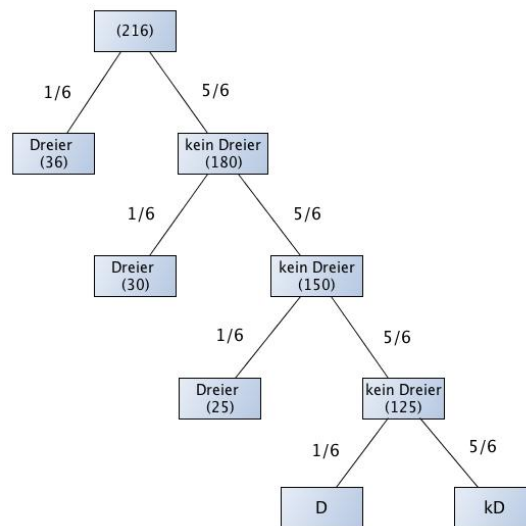 (216)
1/6
5/6
Dreier
(36)
kein Dreier
(180)
1/6
5/6
Dreier
(30)
kein Dreier
(150)
1/6
5/6
Dreier
(25)
kein Dreier
(125)
1/6
5/6
D
kD